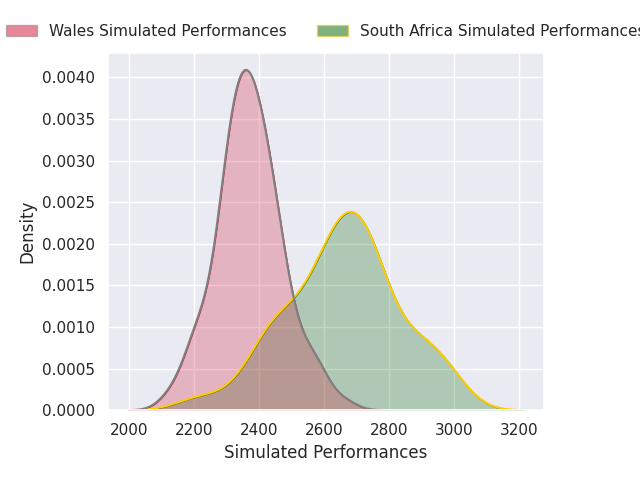 Wales Simulated Performances South Africa Simulated Performances
0.0040
0.0035
0.0030
0.0025
0.0020
0.0015
0.0010
0.0005
0.0000
Density
2000 2200 2400 2600 2800 3000 3200
Simulated Performances